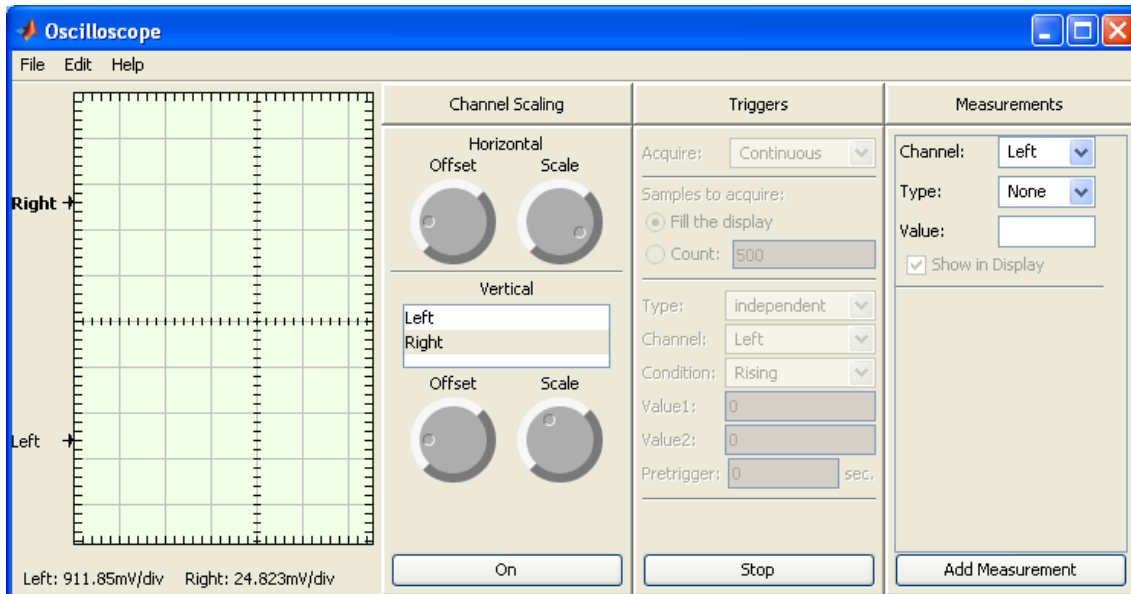 Oscilloscope
File Edit Help
Right
Left
Left: 911.85mV/div Right: 24.823mV/div
Channel Scaling
Horizontal
Offset Scale
Vertical
Left
Right
Offset Scale
On
Triggers
Acquire: Continuous
Samples to acquire:
Fill the display
Count: 500
Type: independent
Channel: Left
Condition: Rising
Value1: 0
Value2: 0
Pretrigger: 0 sec.
Stop
Measurements
Channel: Left
Type: None
Value:
Show in Display
Add Measurement